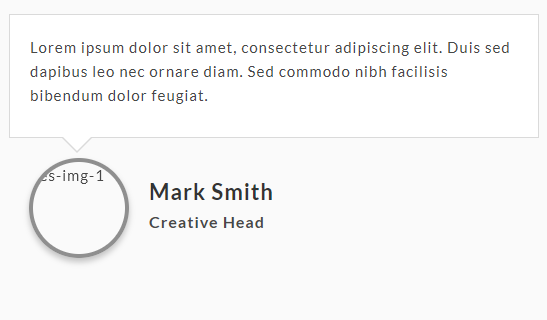 Lorem ipsum dolor sit amet, consectetur adipiscing elit. Duis sed
dapibus leo nec ornare diam. Sed commodo nibh facilisis
bibendum dolor feugiat.
es-img-1
Mark Smith
Creative Head